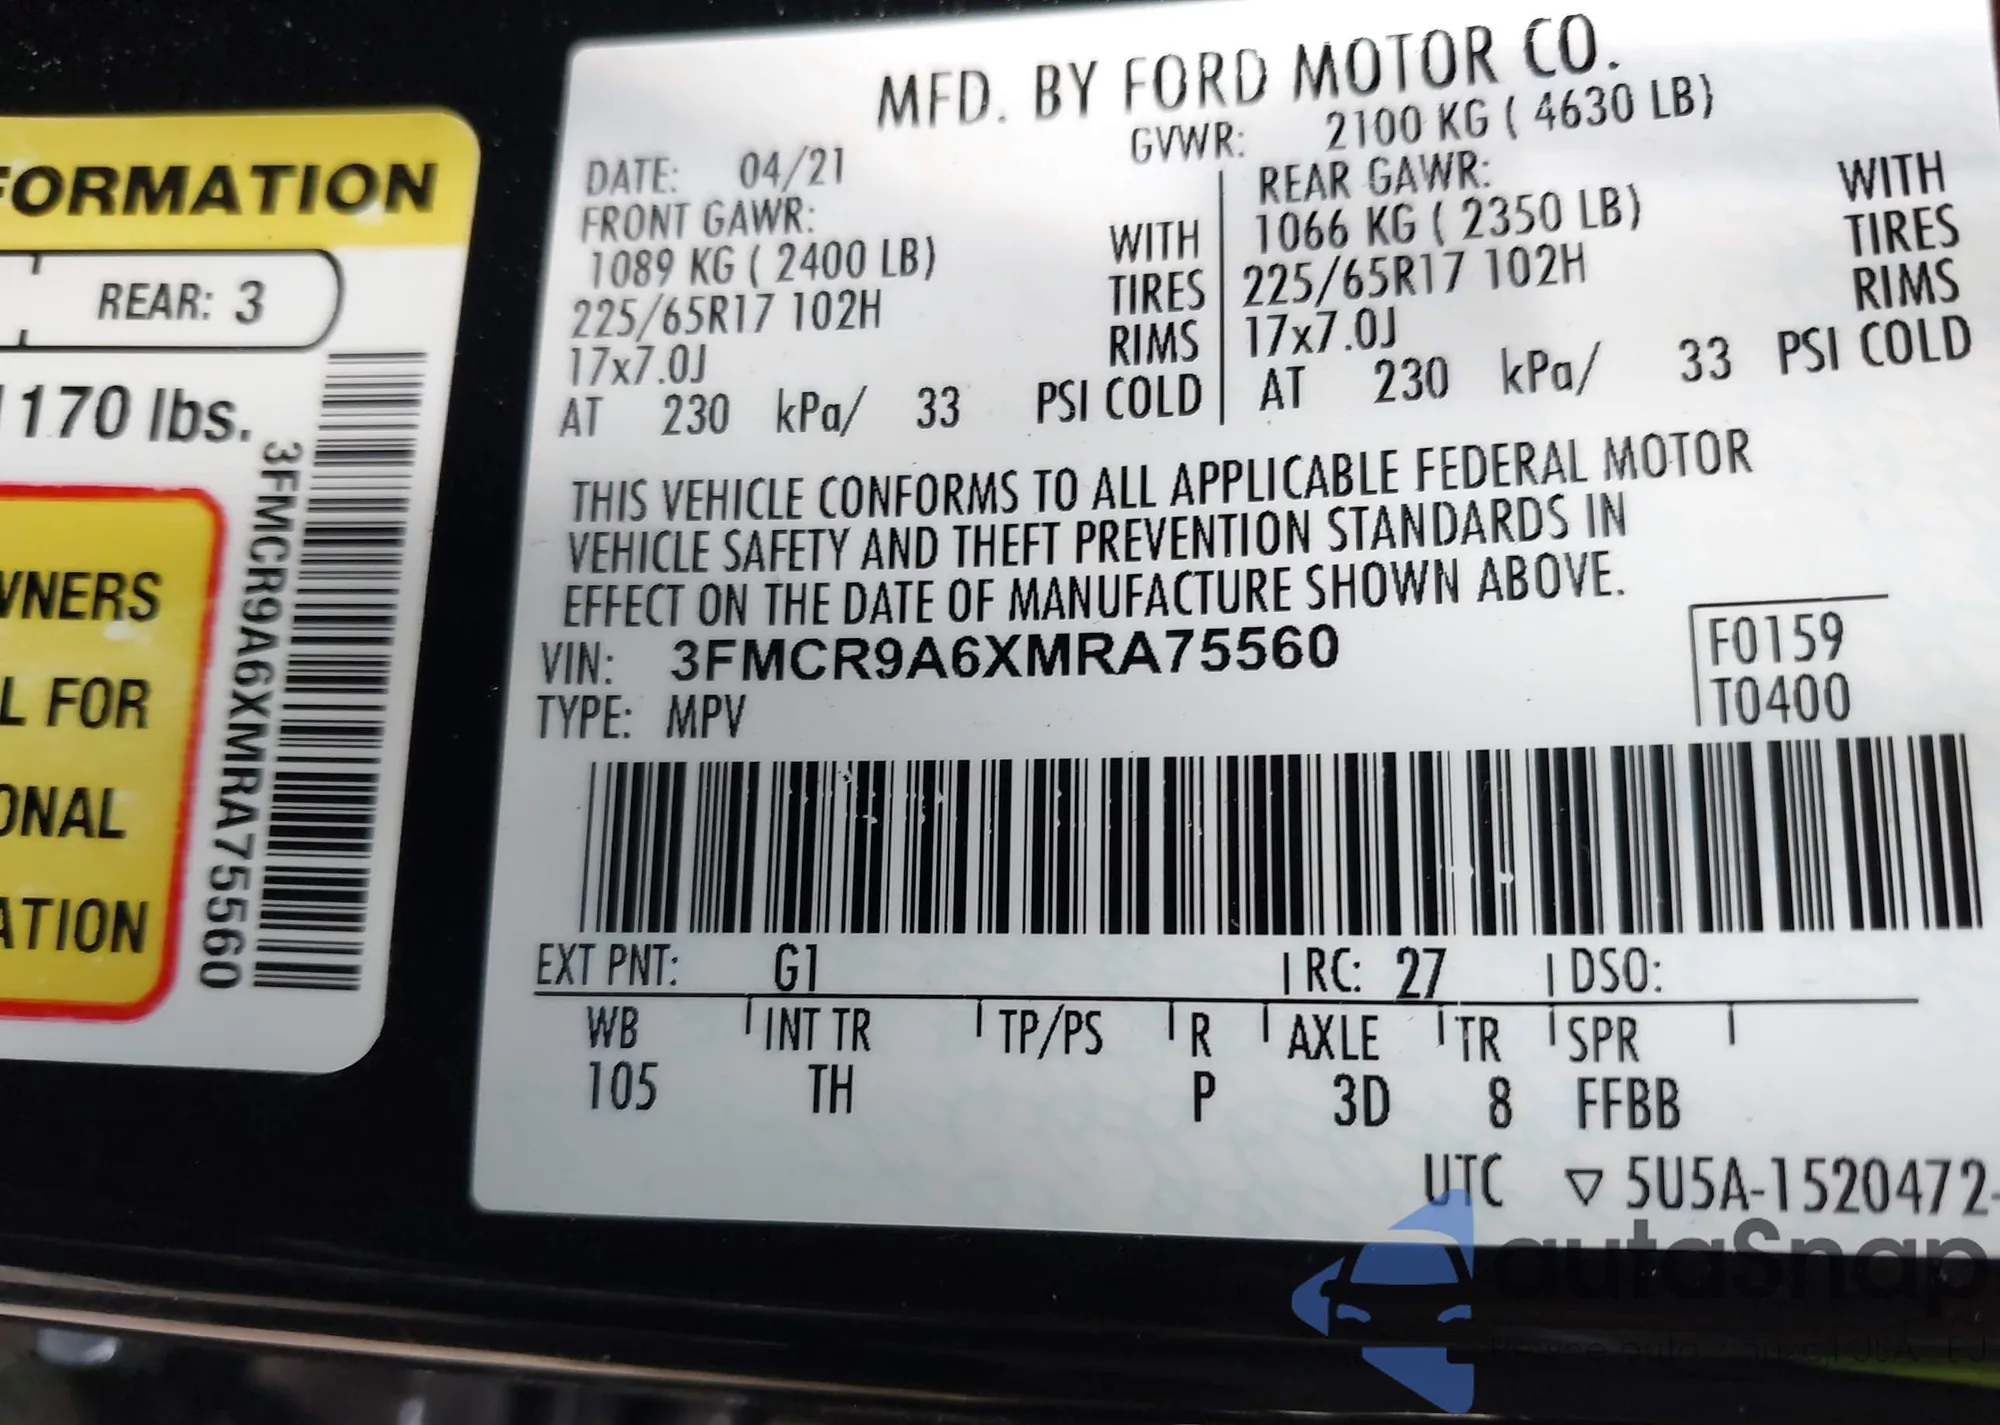 FORMATION
REAR: 3
1170 lbs.
3FMCR9A6XMRA75560
WNERS
L FOR
ONAL
ATION
MFD. BY FORD MOTOR CO.
DATE: 04/21 GVWR: 2100 KG ( 4630 LB)
FRONT GAWR: REAR GAWR:
1089 KG ( 2400 LB) WITH 1066 KG ( 2350 LB) WITH
225/65R17 102H TIRES 225/65R17 102H TIRES
17x7.0J RIMS 17x7.0J RIMS
AT 230 kPa/ 33 PSI COLD AT 230 kPa/ 33 PSI COLD
THIS VEHICLE CONFORMS TO ALL APPLICABLE FEDERAL MOTOR
VEHICLE SAFETY AND THEFT PREVENTION STANDARDS IN
EFFECT ON THE DATE OF MANUFACTURE SHOWN ABOVE.
VIN: 3FMCR9A6XMRA75560 F0159
TYPE: MPV T0400
EXT PNT: G1 RC: 27 DSO:
WB INT TR TP/PS R AXLE TR SPR
105 TH P 3D 8 FFBB
UTC ▽ 5U5A-1520472-
autoSnap